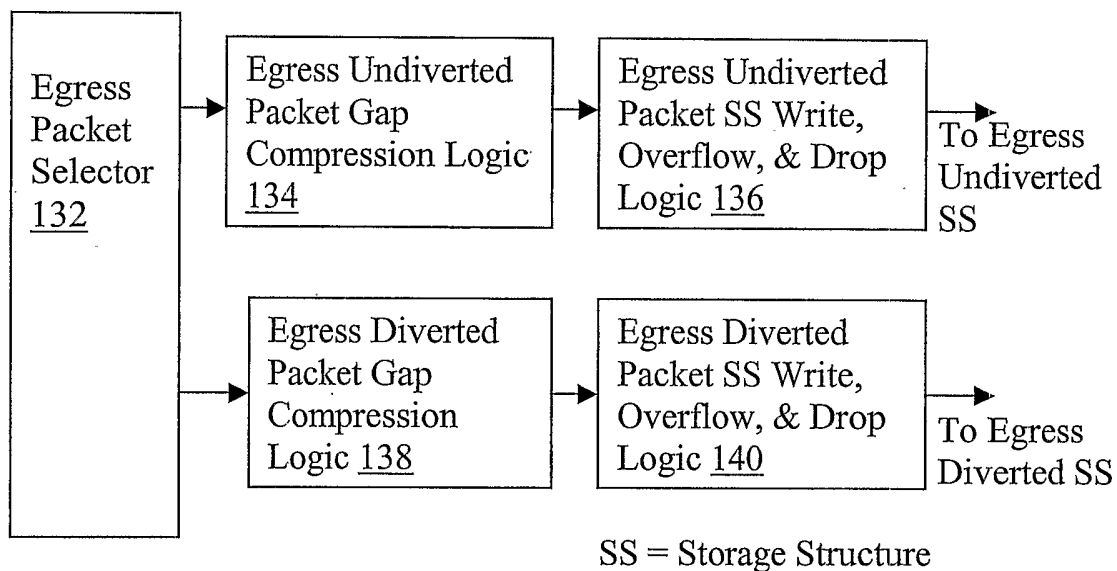 Egress
Packet
Selector
132
Egress Undiverted
Packet Gap
Compression Logic
134
Egress Undiverted
Packet SS Write,
Overflow, & Drop
Logic 136
To Egress
Undiverted
SS
Egress Diverted
Packet Gap
Compression
Logic 138
Egress Diverted
Packet SS Write,
Overflow, & Drop
Logic 140
To Egress
Diverted SS
SS = Storage Structure